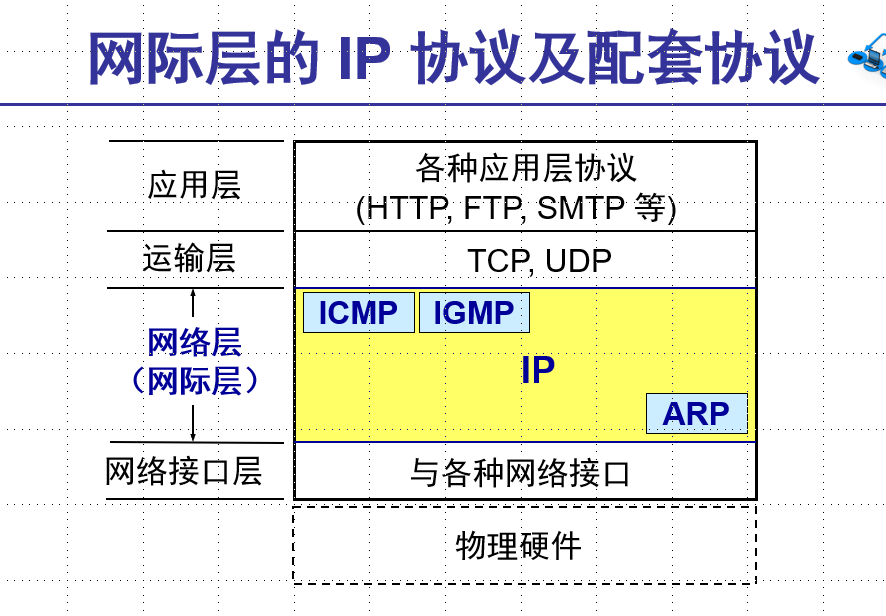 网际层的 IP 协议及配套协议
应用层
各种应用层协议
(HTTP, FTP, SMTP 等)
运输层
TCP, UDP
网络层
（网际层）
ICMP
IGMP
IP
ARP
网络接口层
与各种网络接口
物理硬件